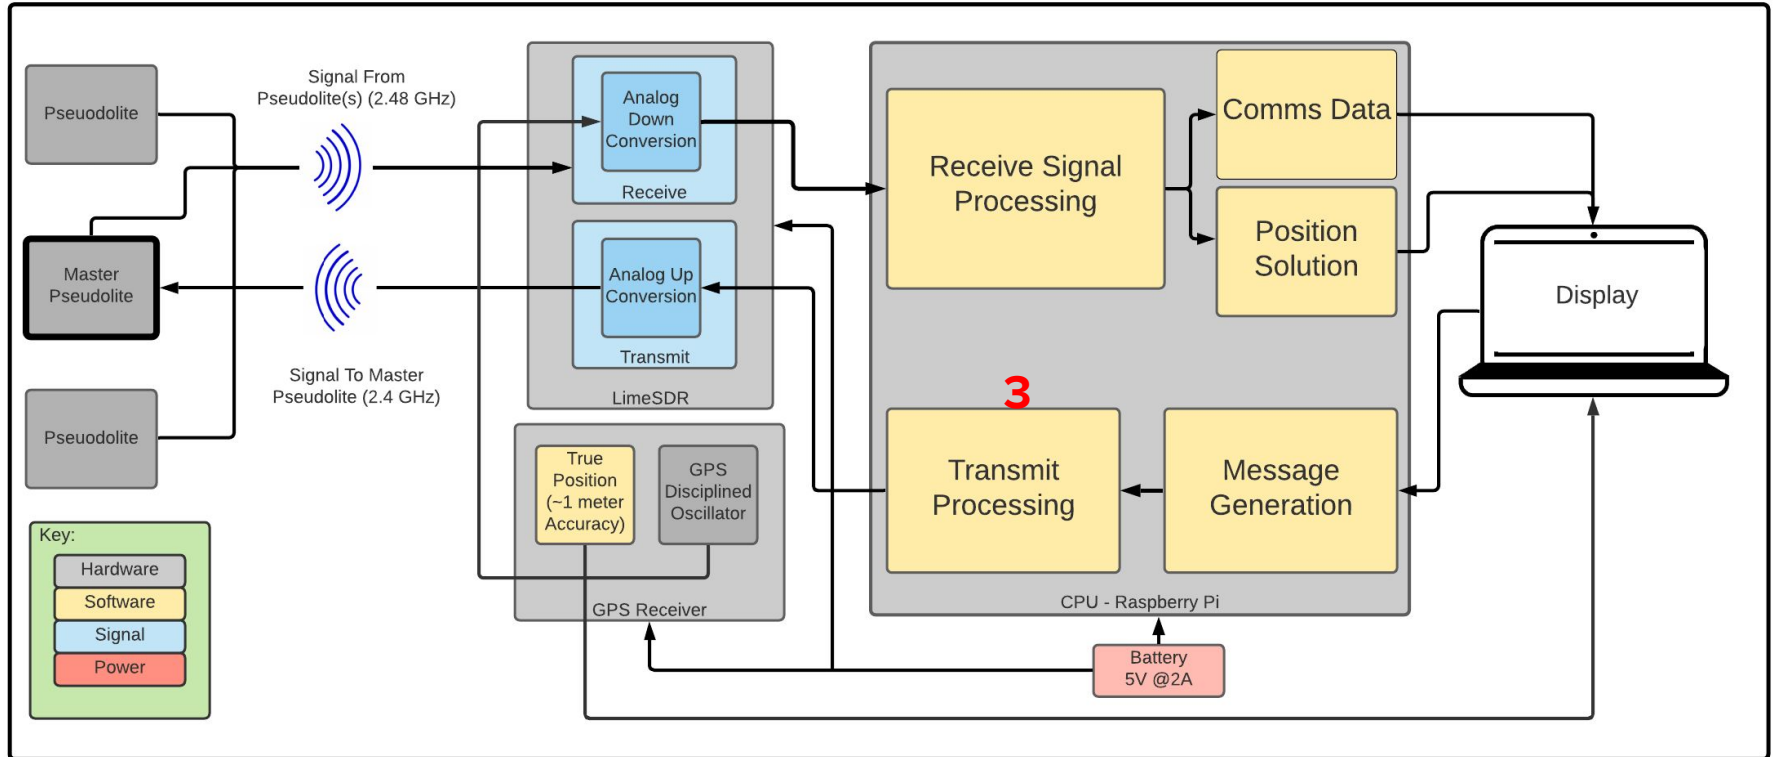 Pseuodolite
Signal From
Pseudolite(s) (2.48 GHz)
Master
Pseudolite
Signal To Master
Pseudolite (2.4 GHz)
Pseuodolite
Key:
Hardware
Software
Signal
Power
Analog
Down
Conversion
Receive
Analog Up
Conversion
Transmit
LimeSDR
True
Position
(~1 meter
Accuracy)
GPS
Disciplined
Oscillator
GPS Receiver
Receive Signal
Processing
Comms Data
Position
Solution
3
Transmit
Processing
Message
Generation
CPU - Raspberry Pi
Battery
5V @2A
Display